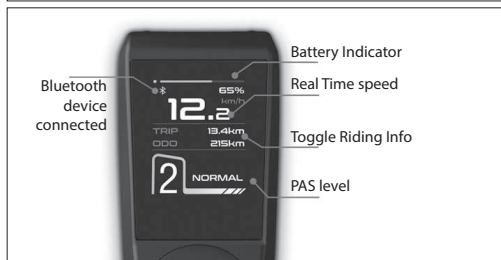 Battery Indicator
Bluetooth
device
connected
65%
km/h
Real Time speed
12.2
TRIP 13.4km
ODO 215km
Toggle Riding Info
2 NORMAL
PAS level